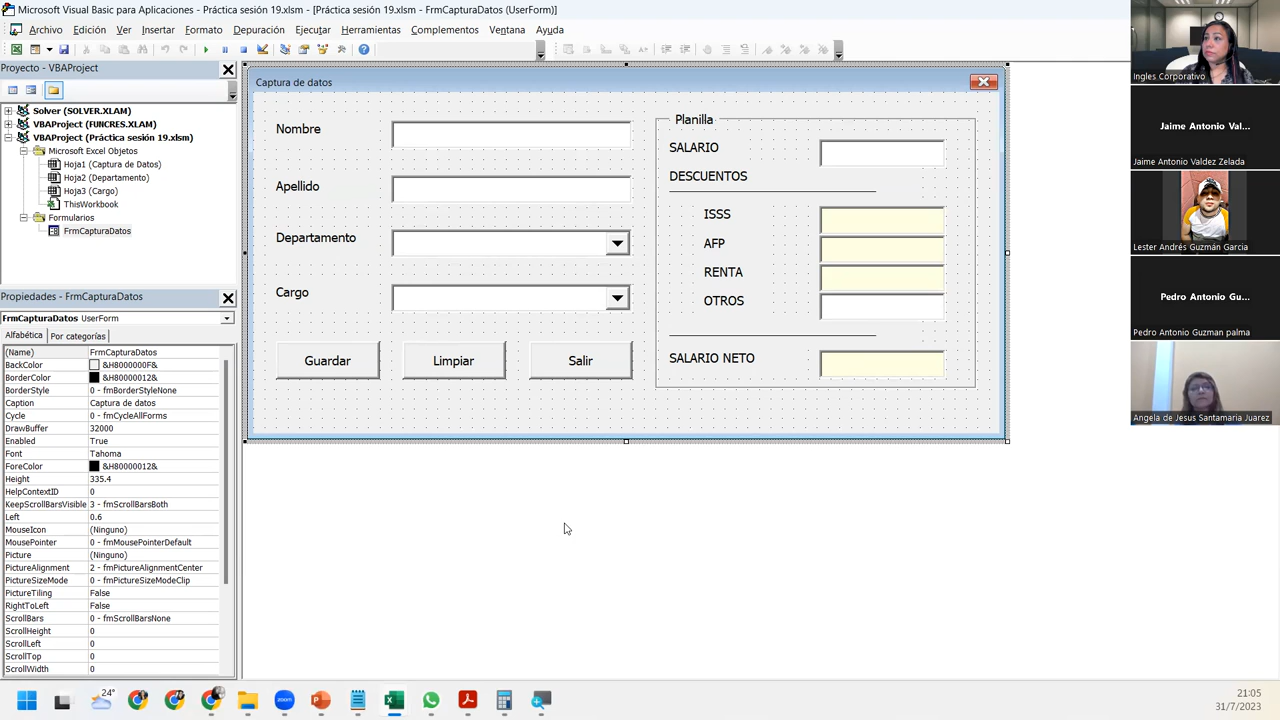 Microsoft Visual Basic para Aplicaciones - Práctica sesión 19.xlsm - [Práctica sesión 19.xlsm - FrmCapturaDatos (UserForm)]
Archivo Edición Ver Insertar Formato Depuración Ejecutar Herramientas Complementos Ventana Ayuda
Proyecto - VBAProject
Solver (SOLVER.XLAM)
VBAProject (FUNCRES.XLAM)
VBAProject (Práctica sesión 19.xlsm)
Microsoft Excel Objetos
Hoja1 (Captura de Datos)
Hoja2 (Departamento)
Hoja3 (Cargo)
ThisWorkbook
Formularios
FrmCapturaDatos
Propiedades - FrmCapturaDatos
FrmCapturaDatos UserForm
Alfabética Por categorías
(Name) FrmCapturaDatos
BackColor &H8000000F&
BorderColor &H80000012&
BorderStyle 0 - fmBorderStyleNone
Caption Captura de datos
Cycle 0 - fmCycleAllForms
DrawBuffer 32000
Enabled True
Font Tahoma
ForeColor &H80000012&
Height 335.4
HelpContextID 0
KeepScrollBarsVisible 3 - fmScrollBarsBoth
Left 0.6
MouseIcon (Ninguno)
MousePointer 0 - fmMousePointerDefault
Picture (Ninguno)
PictureAlignment 2 - fmPictureAlignmentCenter
PictureSizeMode 0 - fmPictureSizeModeClip
PictureTiling False
RightToLeft False
ScrollBars 0 - fmScrollBarsNone
ScrollHeight 0
ScrollLeft 0
ScrollTop 0
ScrollWidth 0
Captura de datos
Nombre
Apellido
Departamento
Cargo
Guardar Limpiar Salir
Planilla
SALARIO
DESCUENTOS
ISSS
AFP
RENTA
OTROS
SALARIO NETO
Ingles Corporativo
Jaime Antonio Val...
Jaime Antonio Valdez Zelada
Lester Andrés Guzmán Garcia
Pedro Antonio Gu...
Pedro Antonio Guzman palma
Angela de Jesus Santamaria Juarez
24°
zoom
21:05
31/7/2023